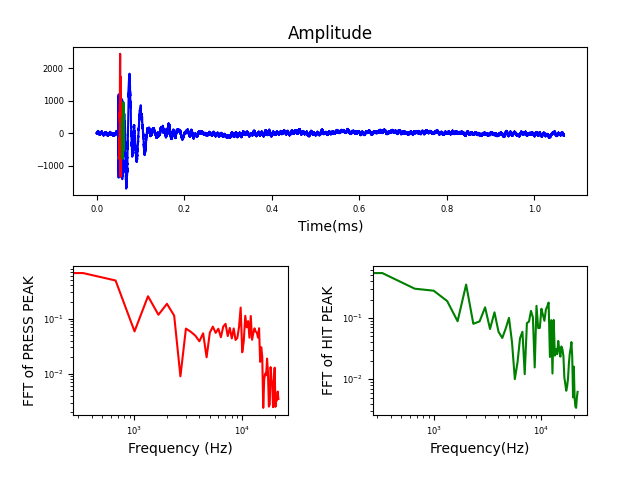 Amplitude
2000
1000
0
−1000
0.0 0.2 0.4 0.6 0.8 1.0
Time(ms)
FFT of PRESS PEAK
10⁻¹
10⁻²
10³ 10⁴
Frequency (Hz)
FFT of HIT PEAK
10⁻¹
10⁻²
10³ 10⁴
Frequency(Hz)